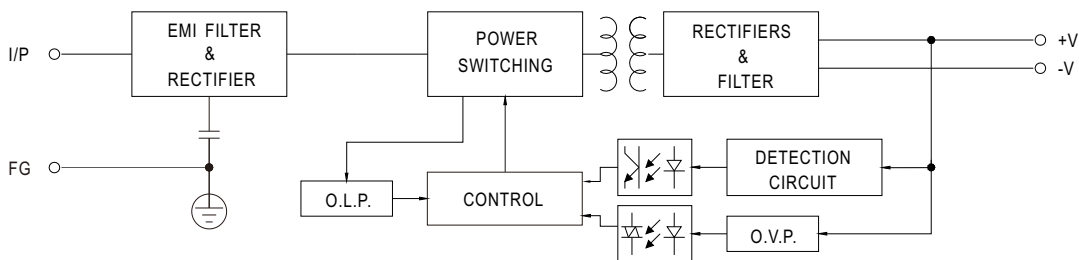 I/P
EMI FILTER
&
RECTIFIER
POWER
SWITCHING
RECTIFIERS
&
FILTER
+V
-V
FG
O.L.P.
CONTROL
DETECTION
CIRCUIT
O.V.P.